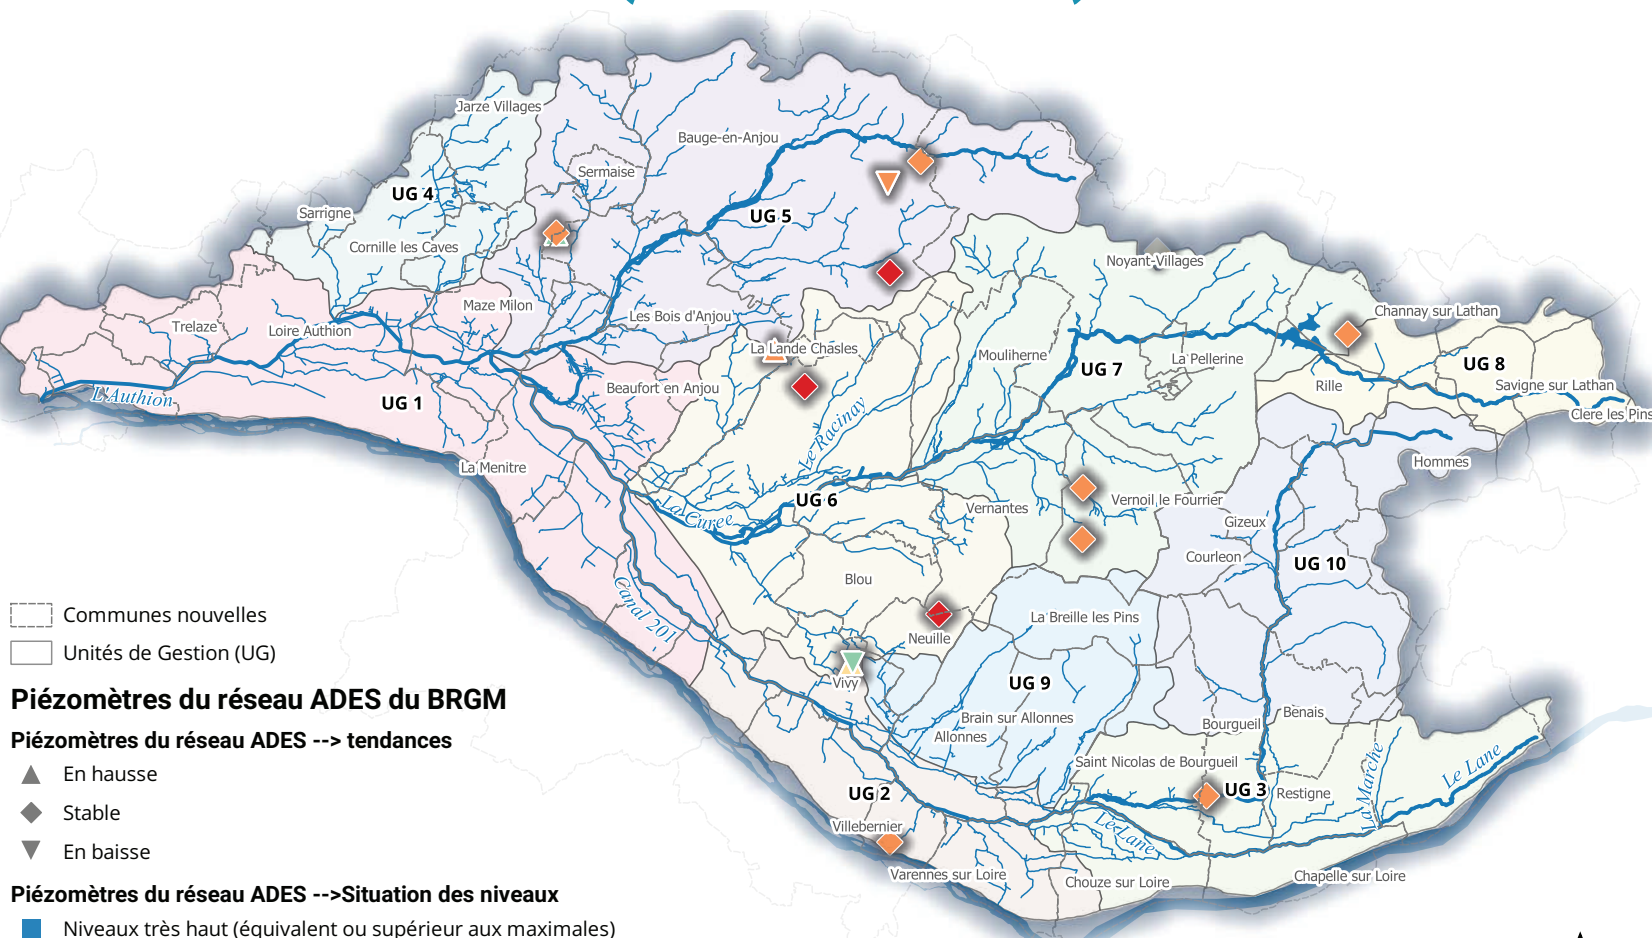 Jarze Villages
Bauge-en-Anjou
Sermaise
UG 4
Sarrigne
UG 5
Cornille les Caves
Noyant-Villages
Maze Milon
Les Bois d'Anjou
Channay sur Lathan
Trelaze
Loire Authion
La Lande Chasles
Mouliherne
La Pellerine
UG 7
UG 8
Rille
Savigne sur Lathan
Beaufort en Anjou
L'Authion
UG 1
Clere les Pins
Le Racinay
La Menitre
Hommes
UG 6
Vernantes
Vernoil le Fourrier
La Curee
Gizeux
Courleon
UG 10
Blou
Canal 201
La Breille les Pins
Neuille
Communes nouvelles
Unités de Gestion (UG)
Vivy
UG 9
Piézomètres du réseau ADES du BRGM
Brain sur Allonnes
Allonnes
Bourgueil
Benais
Piézomètres du réseau ADES --> tendances
En hausse
Saint Nicolas de Bourgueil
La Marche
Le Lane
UG 2
UG 3
Restigne
Stable
Villebernier
Le Lane
En baisse
Varennes sur Loire
Chouze sur Loire
Chapelle sur Loire
Piézomètres du réseau ADES -->Situation des niveaux
Niveaux très haut (équivalent ou supérieur aux maximales)